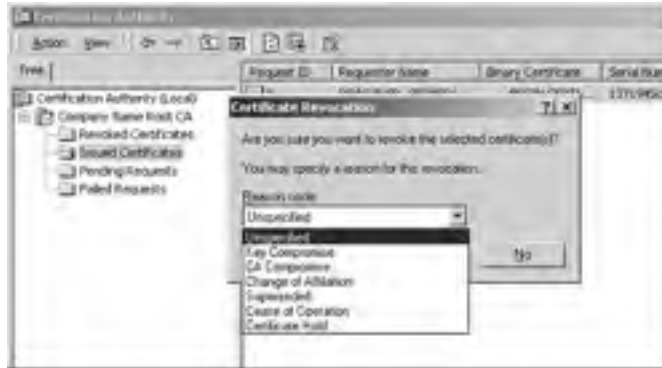 Certification Authority
Action View
Tree
Request ID Requester Name Binary Certificate Serial Num
Certification Authority (Local)
Company Name Root CA
Revoked Certificates
Issued Certificates
Pending Requests
Failed Requests
Certificate Revocation
Are you sure you want to revoke the selected certificate(s)?
You may specify a reason for this revocation.
Reason code
Unspecified
Unspecified
Key Compromise
CA Compromise
Change of Affiliation
Superseded
Cease of Operation
Certificate Hold
No